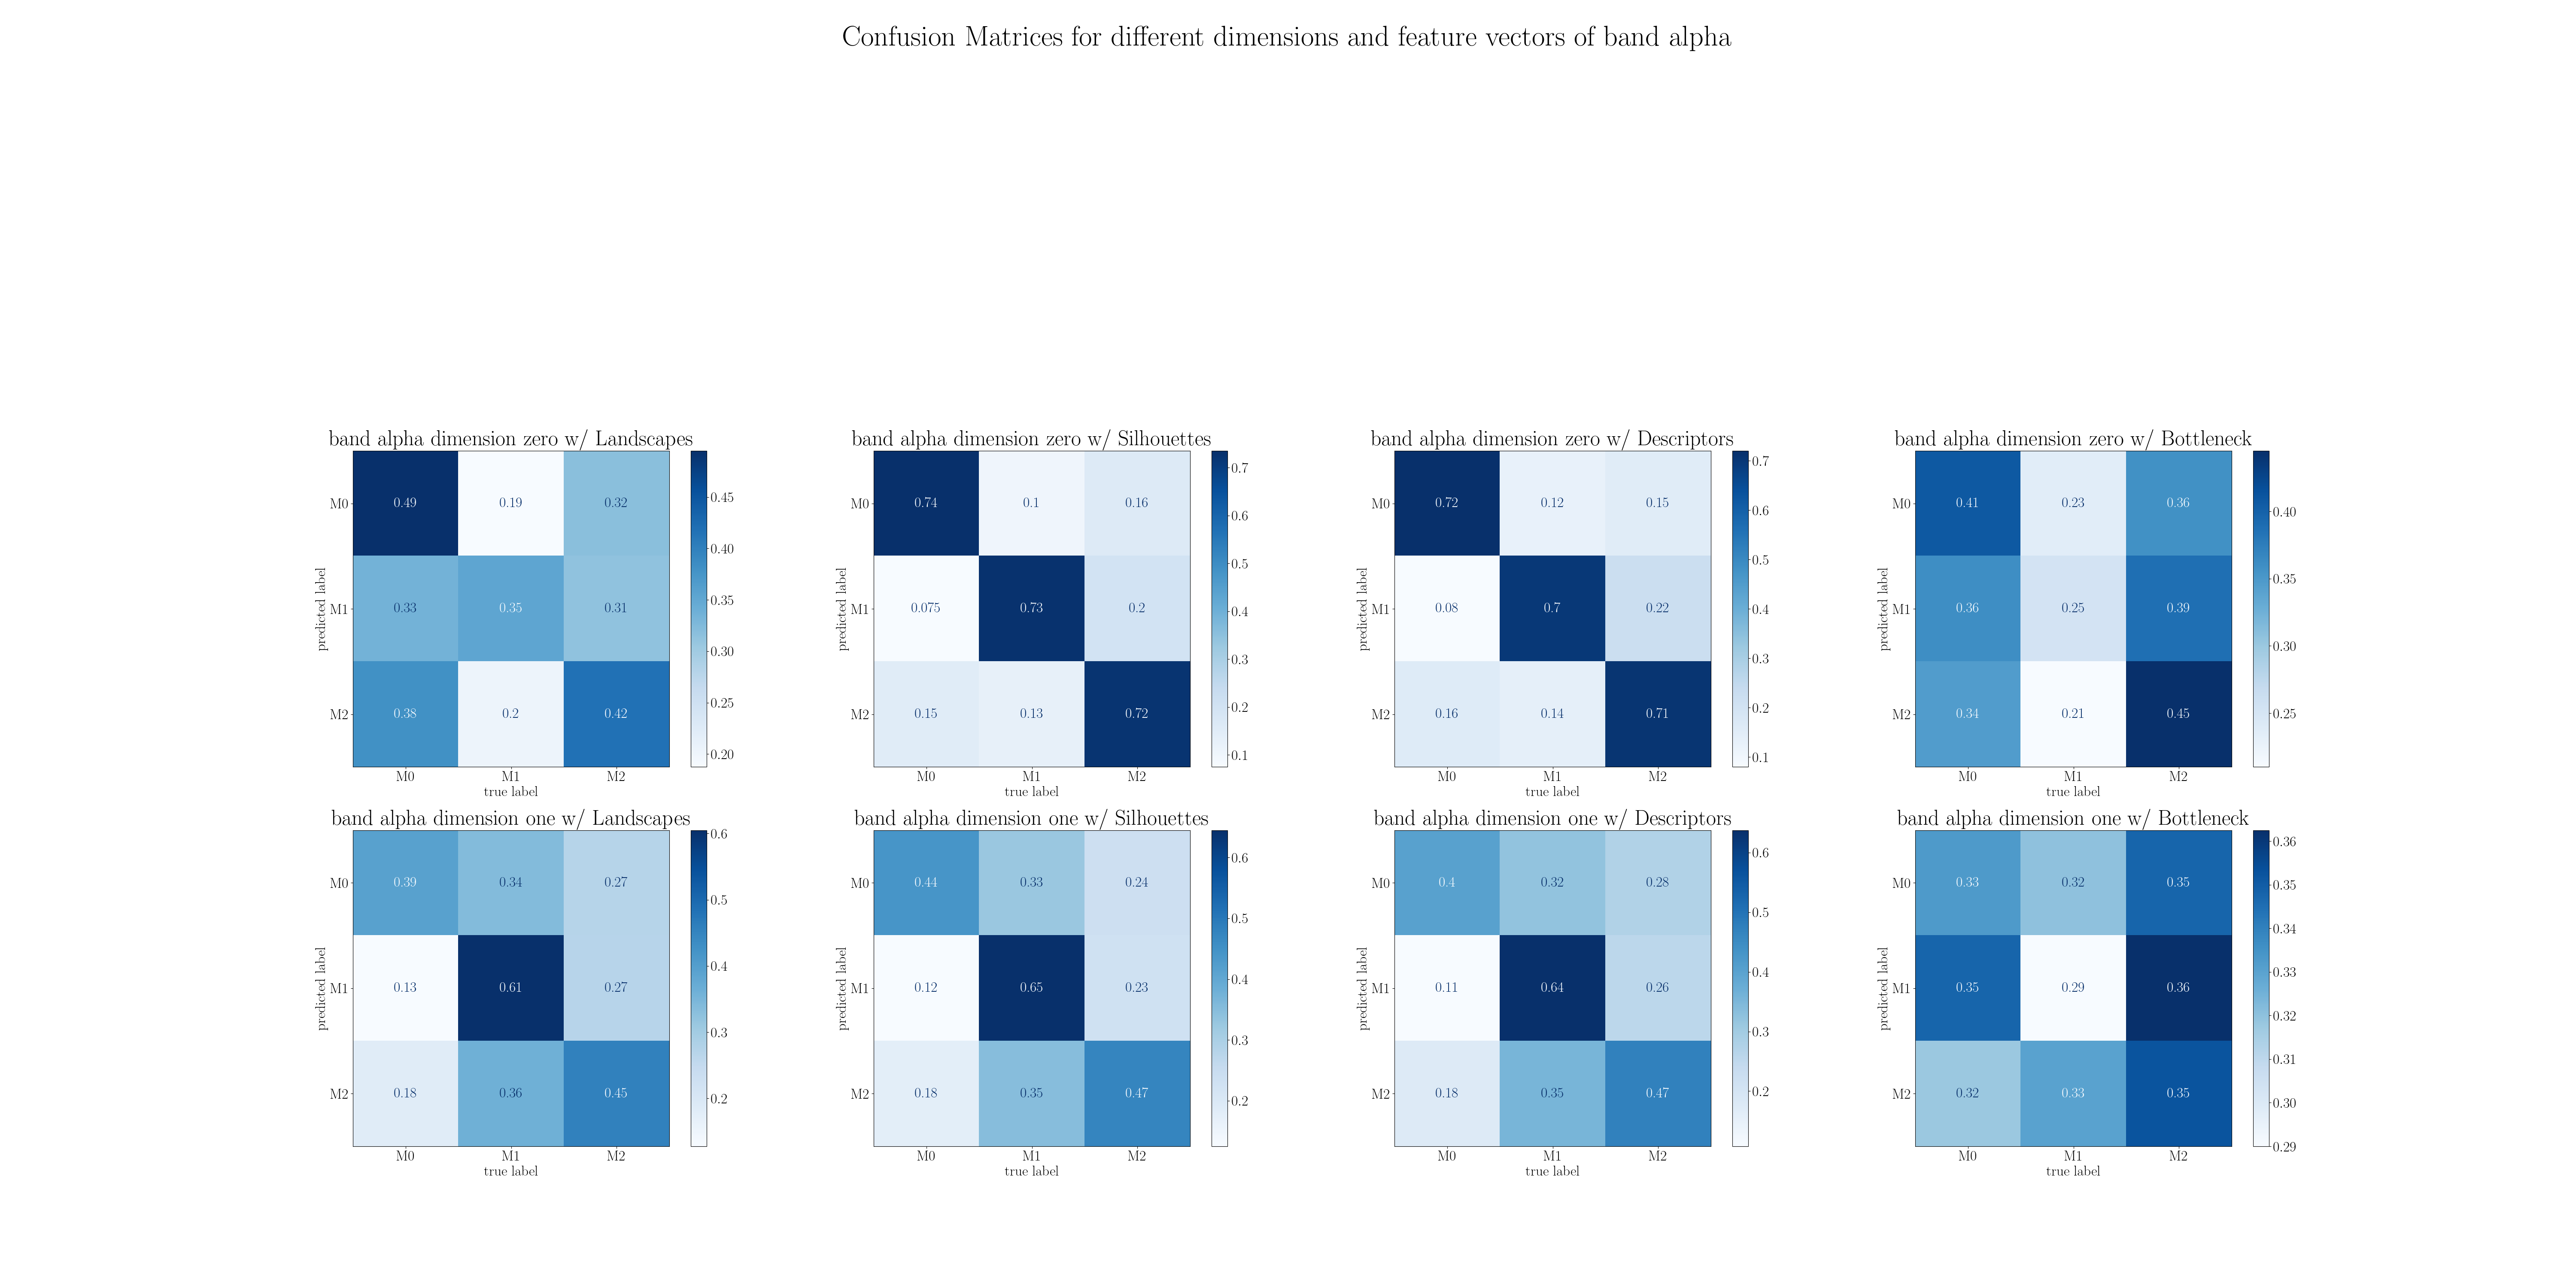 Confusion Matrices for different dimensions and feature vectors of band alpha
band alpha dimension zero w/ Landscapes
predicted label
M0 0.49 0.19 0.32
M1 0.33 0.35 0.31
M2 0.38 0.2 0.42
M0 M1 M2
true label
0.45
0.40
0.35
0.30
0.25
0.20
band alpha dimension zero w/ Silhouettes
predicted label
M0 0.74 0.1 0.16
M1 0.075 0.73 0.2
M2 0.15 0.13 0.72
M0 M1 M2
true label
0.7
0.6
0.5
0.4
0.3
0.2
0.1
band alpha dimension zero w/ Descriptors
predicted label
M0 0.72 0.12 0.15
M1 0.08 0.7 0.22
M2 0.16 0.14 0.71
M0 M1 M2
true label
0.7
0.6
0.5
0.4
0.3
0.2
0.1
band alpha dimension zero w/ Bottleneck
predicted label
M0 0.41 0.23 0.36
M1 0.36 0.25 0.39
M2 0.34 0.21 0.45
M0 M1 M2
true label
0.40
0.35
0.30
0.25
band alpha dimension one w/ Landscapes
predicted label
M0 0.39 0.34 0.27
M1 0.13 0.61 0.27
M2 0.18 0.36 0.45
M0 M1 M2
true label
0.6
0.5
0.4
0.3
0.2
band alpha dimension one w/ Silhouettes
predicted label
M0 0.44 0.33 0.24
M1 0.12 0.65 0.23
M2 0.18 0.35 0.47
M0 M1 M2
true label
0.6
0.5
0.4
0.3
0.2
band alpha dimension one w/ Descriptors
predicted label
M0 0.4 0.32 0.28
M1 0.11 0.64 0.26
M2 0.18 0.35 0.47
M0 M1 M2
true label
0.6
0.5
0.4
0.3
0.2
band alpha dimension one w/ Bottleneck
predicted label
M0 0.33 0.32 0.35
M1 0.35 0.29 0.36
M2 0.32 0.33 0.35
M0 M1 M2
true label
0.36
0.35
0.34
0.33
0.32
0.31
0.30
0.29